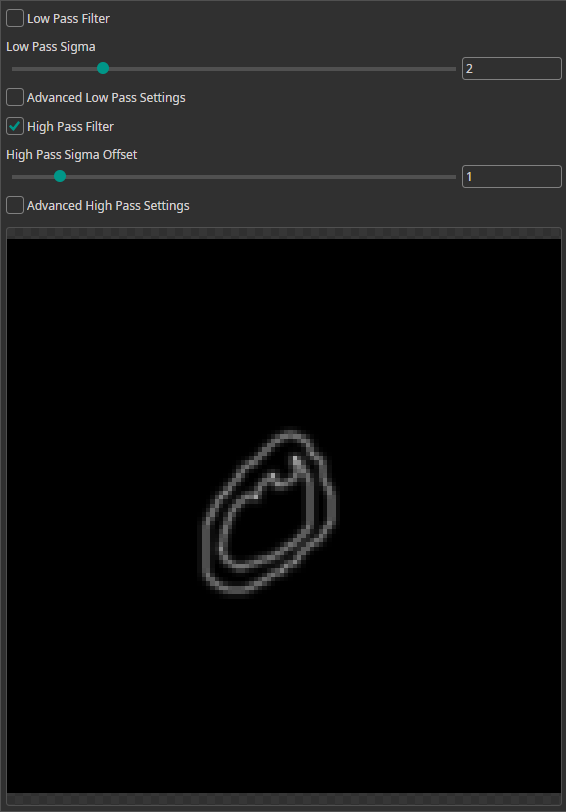 Low Pass Filter
Low Pass Sigma
2
Advanced Low Pass Settings
High Pass Filter
High Pass Sigma Offset
1
Advanced High Pass Settings